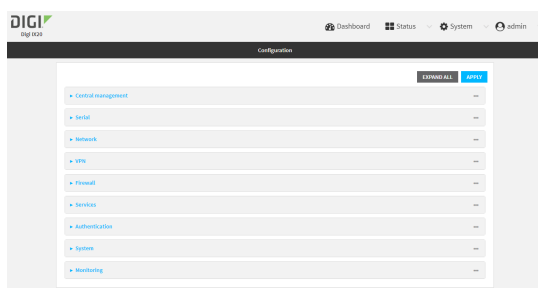 DIGI
Digi IX20
Dashboard Status System admin
Configuration
EXPAND ALL APPLY
Central management
Serial
Network
VPN
Firewall
Services
Authentication
System
Monitoring